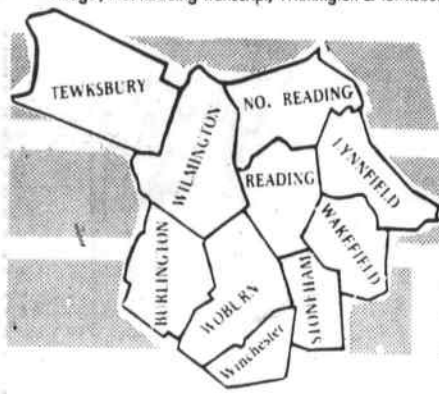 TEWKSBURY
NO. READING
WILMINGTON
LYNNFIELD
READING
WAKEFIELD
BURLINGTON
WOBURN
STONEHAM
Winchester